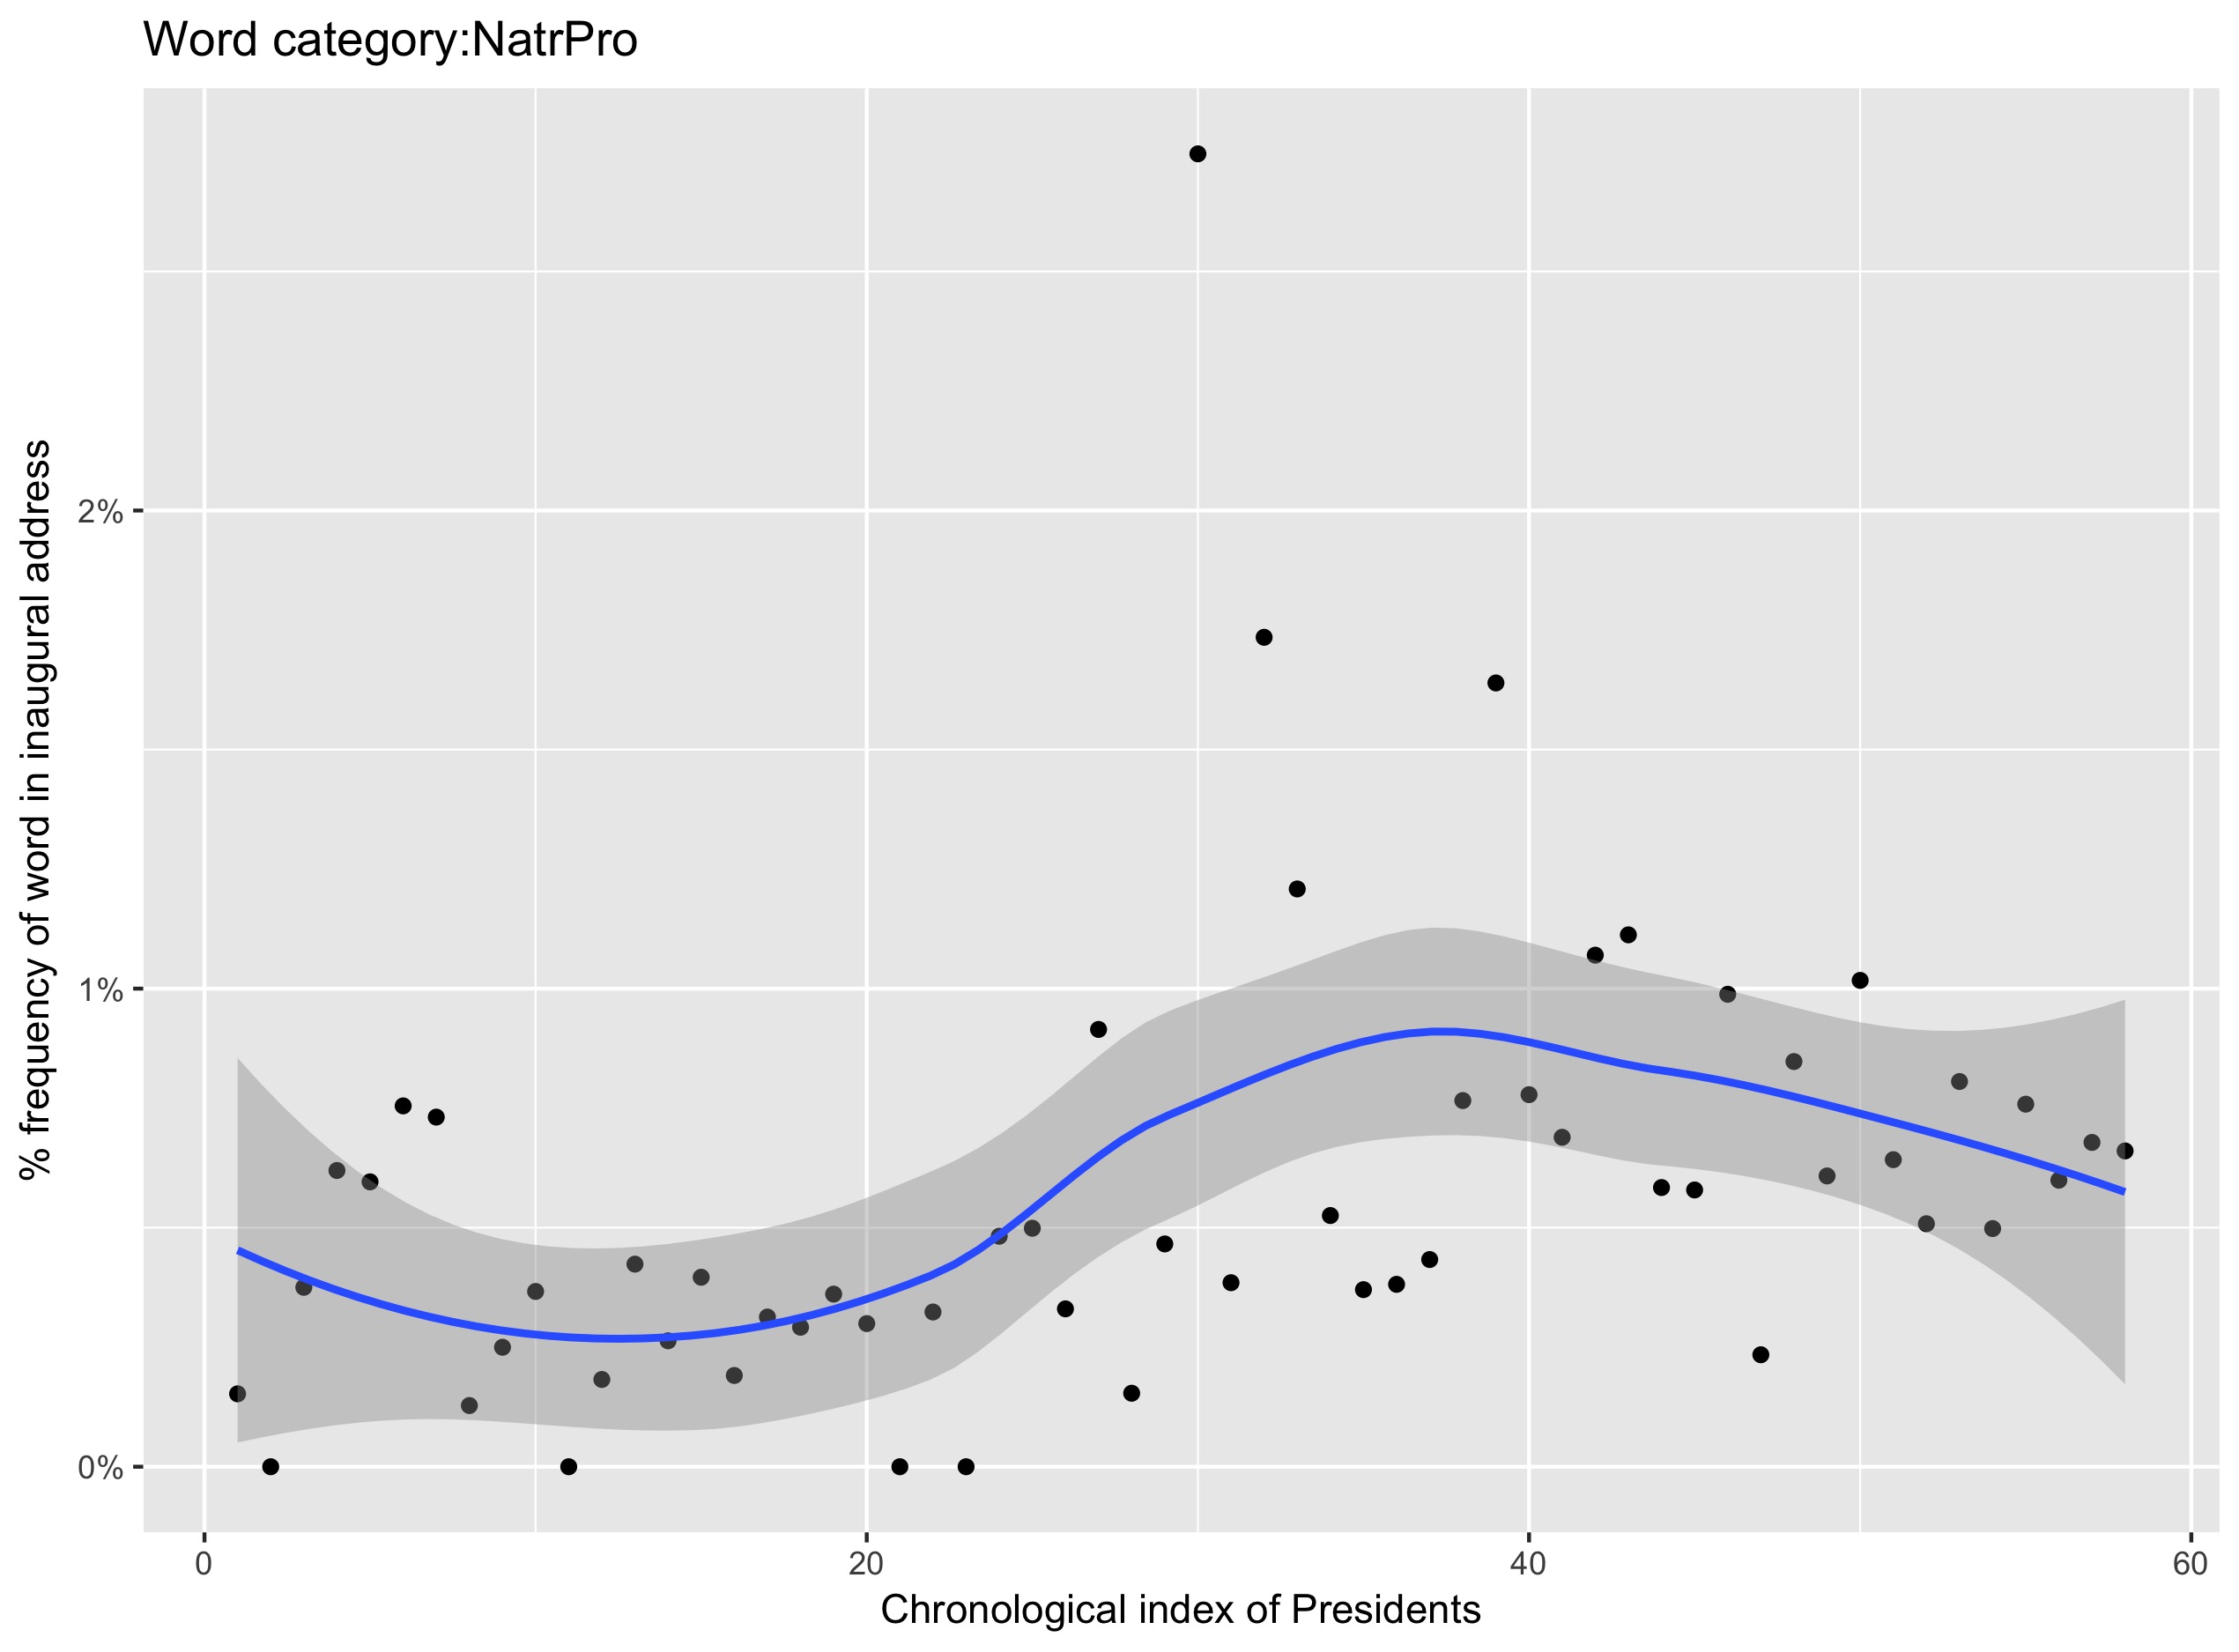 Word category:NatrPro
% frequency of word in inaugural address
2%
1%
0%
0
20
40
60
Chronological index of Presidents